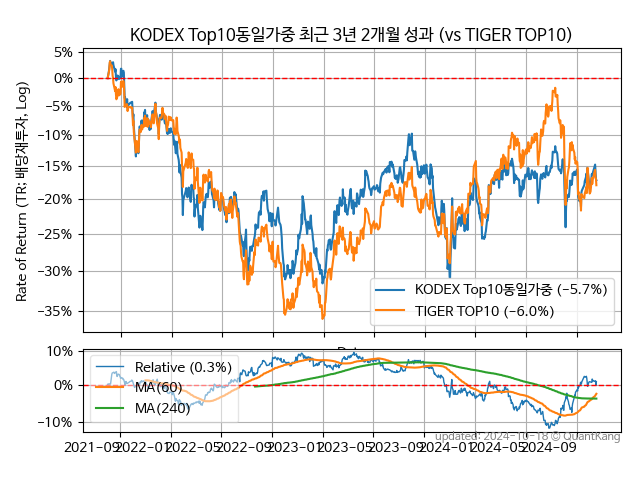 KODEX Top10동일가중 최근 3년 2개월 성과 (vs TIGER TOP10)
Rate of Return (TR: 배당재투자, Log)
5%
0%
−5%
−10%
−15%
−20%
−25%
−30%
−35%
KODEX Top10동일가중 (−5.7%)
TIGER TOP10 (−6.0%)
10%
0%
−10%
Relative (0.3%)
MA(60)
MA(240)
updated: 2024-10-18 © QuantKang
2021-09 2022-01 2022-05 2022-09 2023-01 2023-05 2023-09 2024-01 2024-05 2024-09